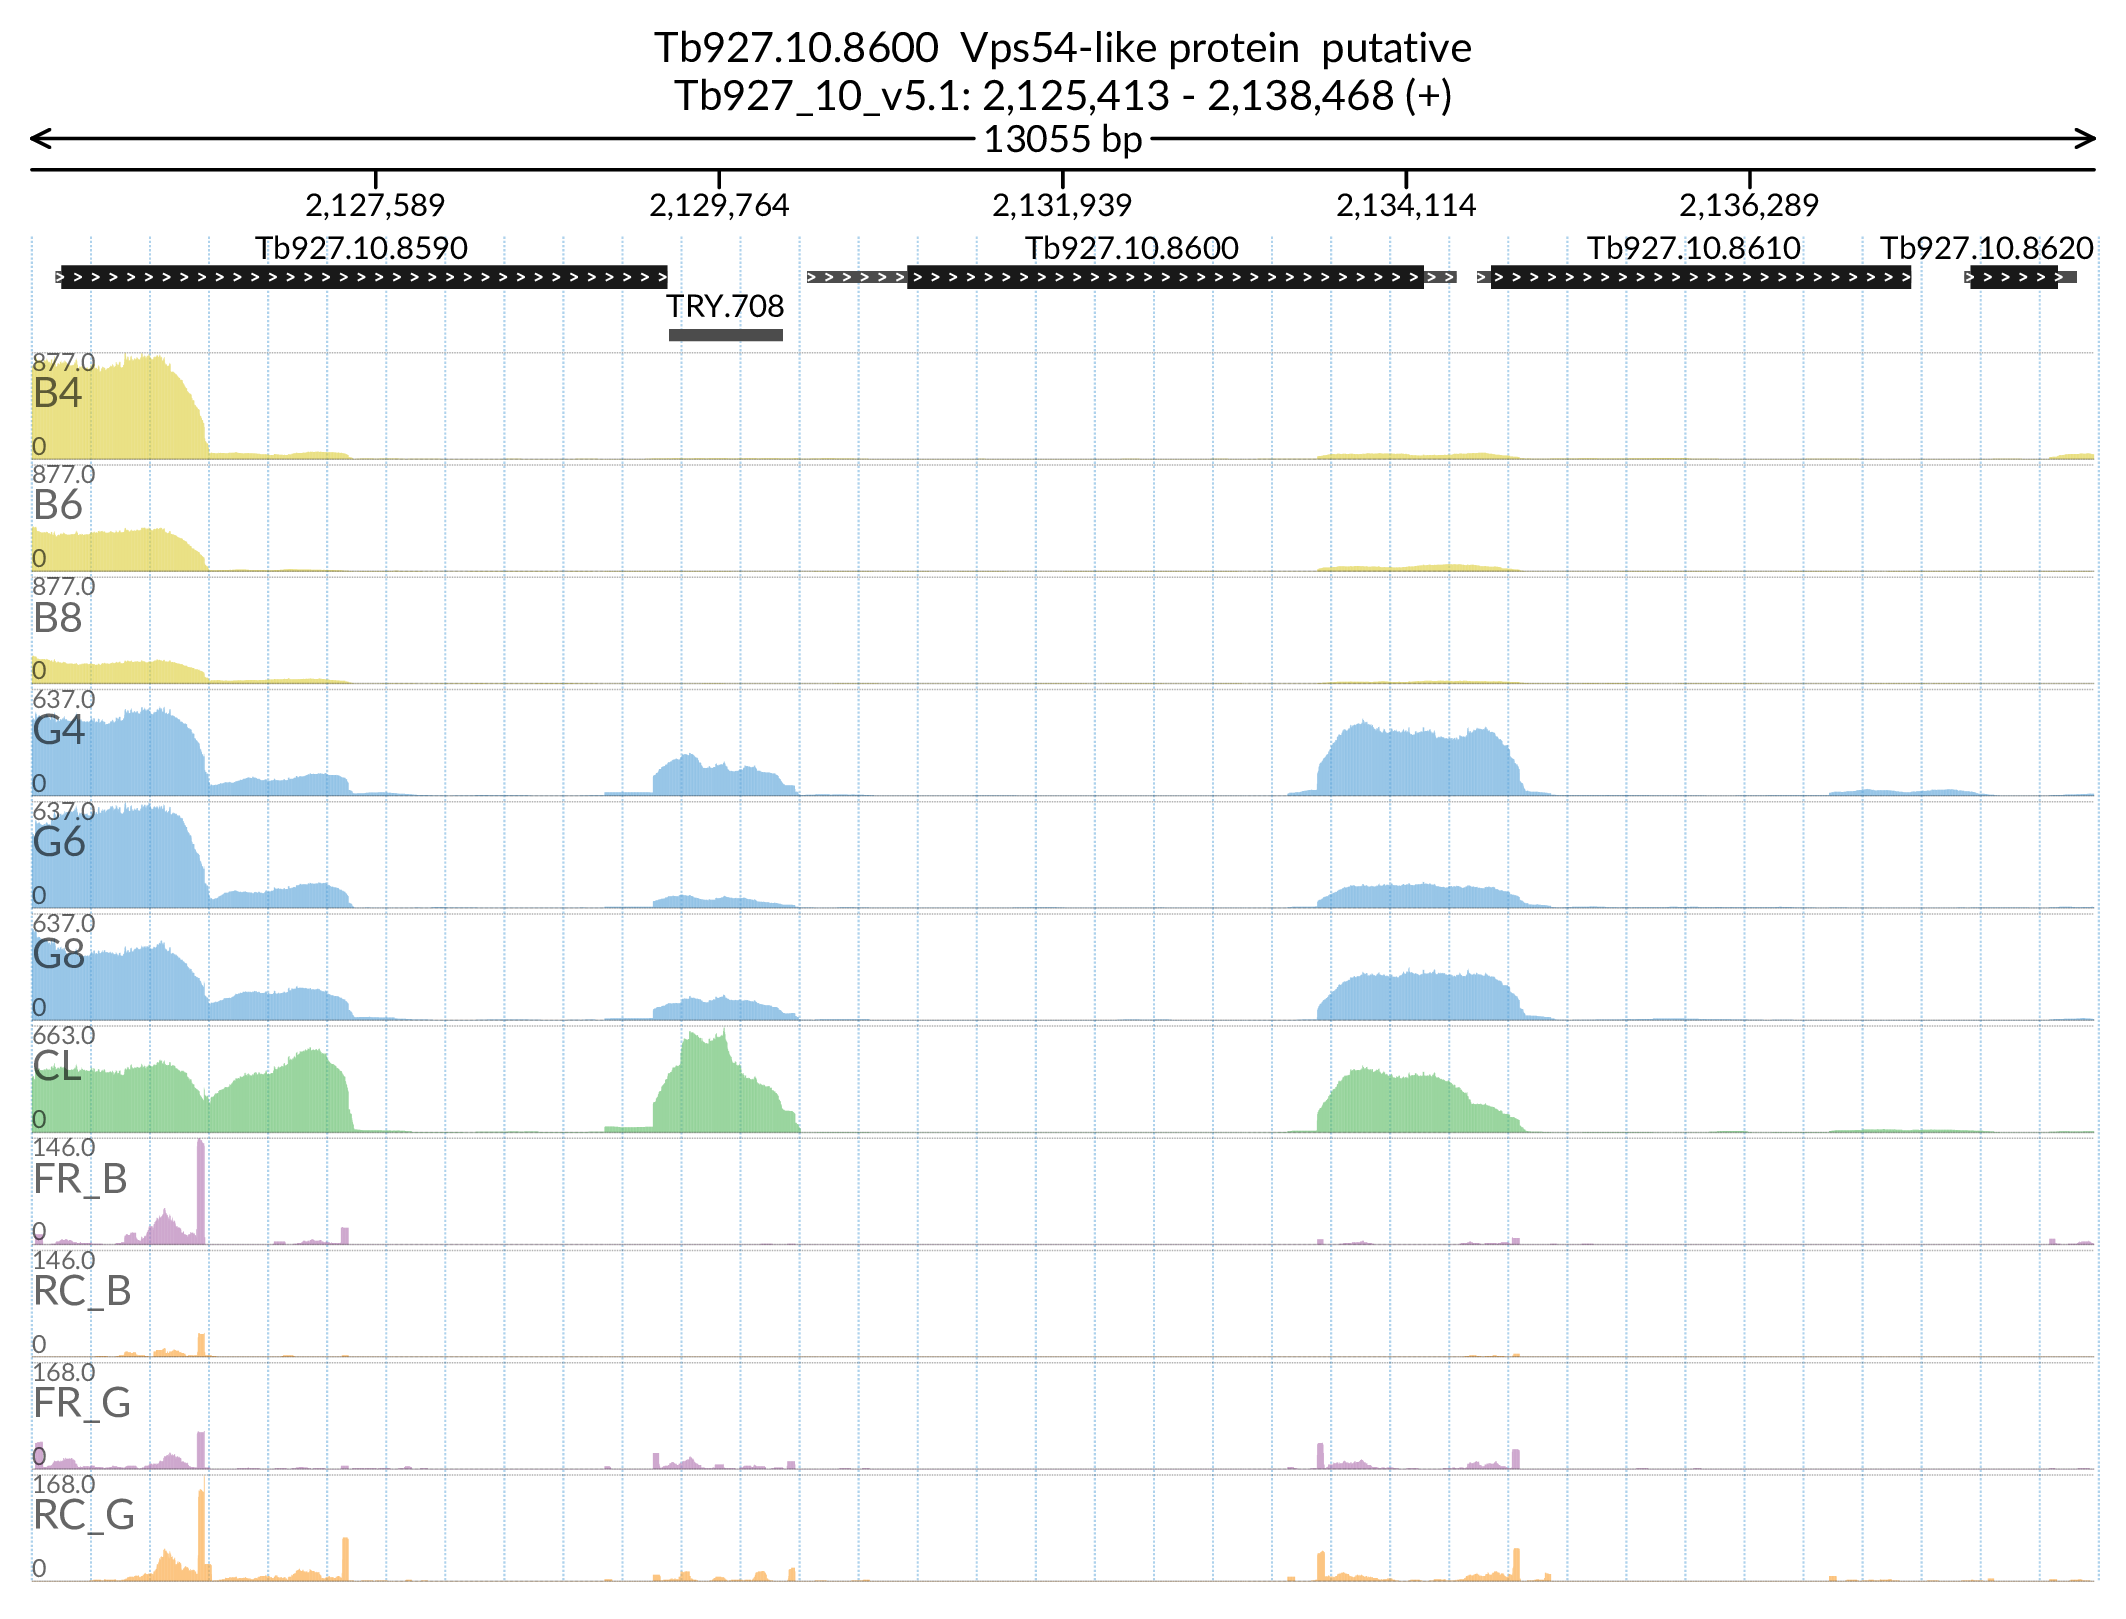 Tb927.10.8600  Vps54-like protein  putative
Tb927_10_v5.1: 2,125,413 - 2,138,468 (+)
13055 bp
2,127,589 2,129,764 2,131,939 2,134,114 2,136,289
Tb927.10.8590 Tb927.10.8600 Tb927.10.8610 Tb927.10.8620
TRY.708
877.0
B4
0
877.0
B6
0
877.0
B8
0
637.0
G4
0
637.0
G6
0
637.0
G8
0
663.0
CL
0
146.0
FR_B
0
146.0
RC_B
0
168.0
FR_G
0
168.0
RC_G
0